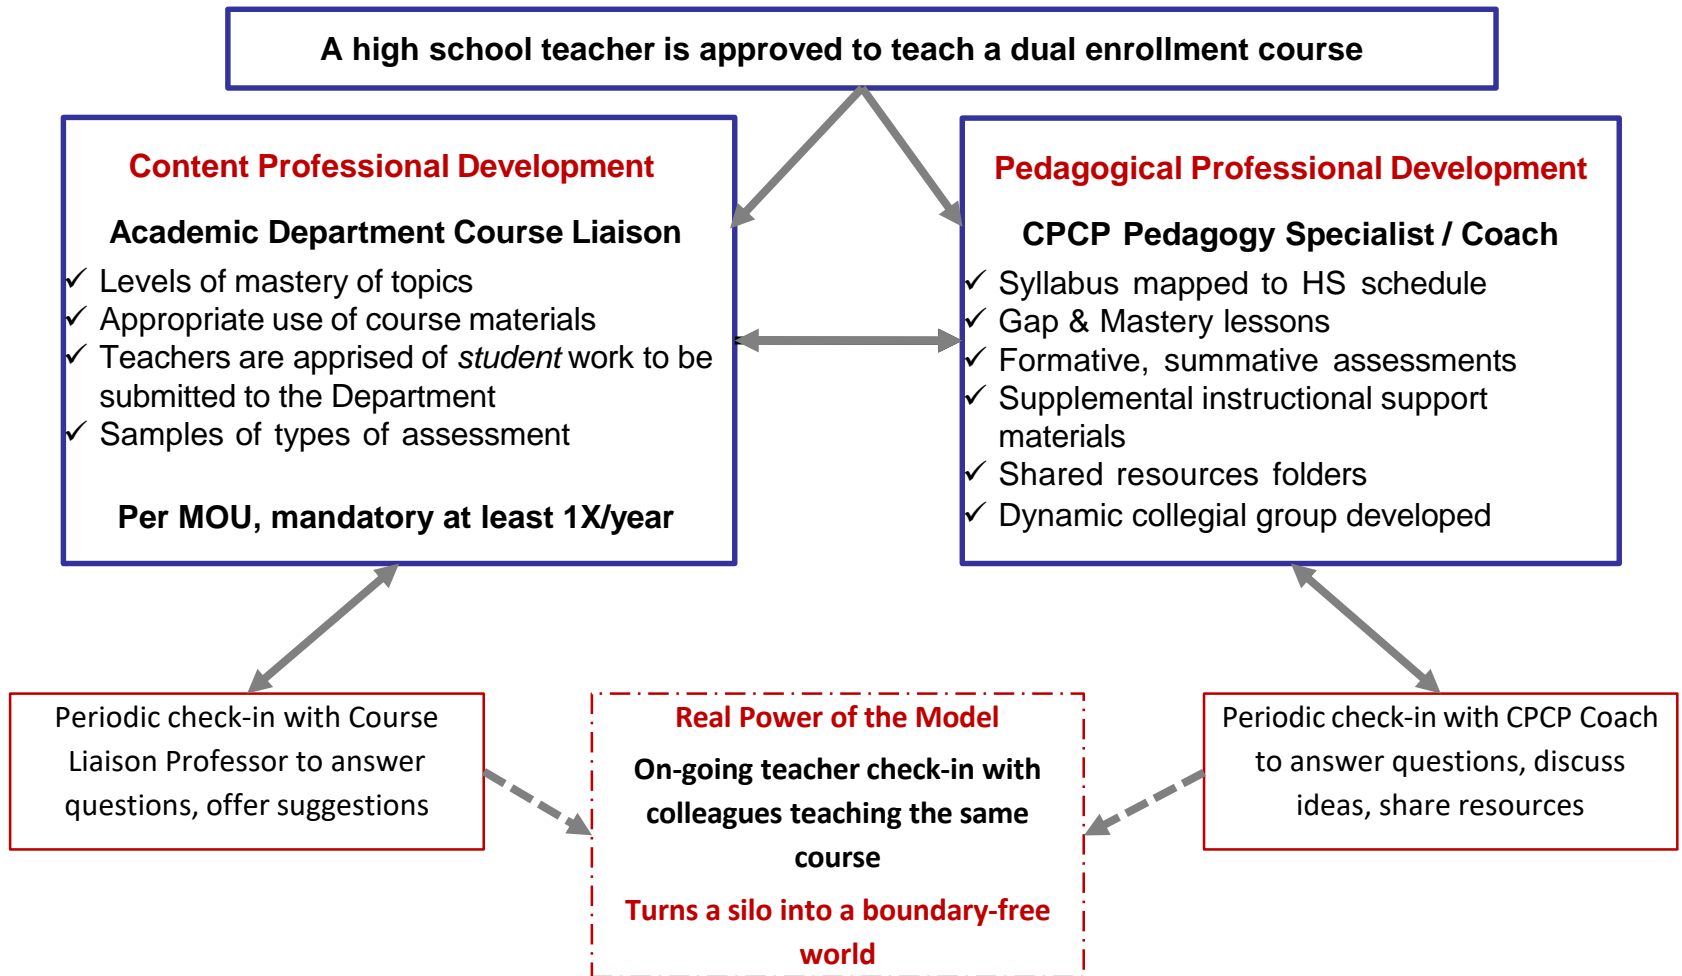 A high school teacher is approved to teach a dual enrollment course
Content Professional Development
Academic Department Course Liaison
✓ Levels of mastery of topics
✓ Appropriate use of course materials
✓ Teachers are apprised of student work to be
submitted to the Department
✓ Samples of types of assessment
Per MOU, mandatory at least 1X/year
Pedagogical Professional Development
CPCP Pedagogy Specialist / Coach
✓ Syllabus mapped to HS schedule
✓ Gap & Mastery lessons
✓ Formative, summative assessments
✓ Supplemental instructional support
materials
✓ Shared resources folders
✓ Dynamic collegial group developed
Periodic check-in with Course
Liaison Professor to answer
questions, offer suggestions
Real Power of the Model
On-going teacher check-in with
colleagues teaching the same
course
Turns a silo into a boundary-free
world
Periodic check-in with CPCP Coach
to answer questions, discuss
ideas, share resources